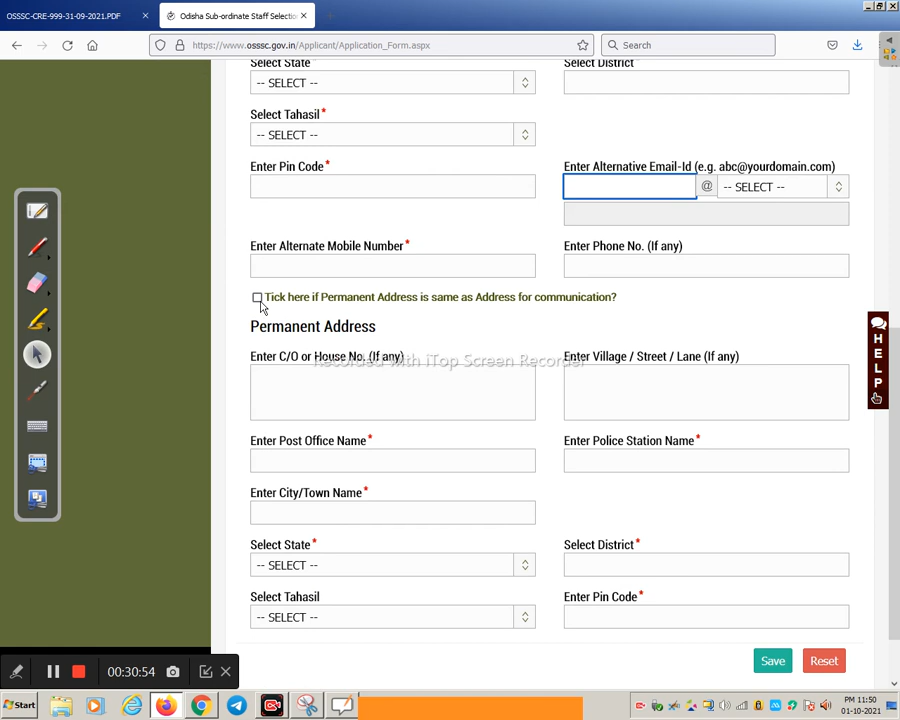 OSSSC-CRE-999-31-09-2021.PDF
Odisha Sub-ordinate Staff Selectio
https://www.osssc.gov.in/Applicant/Application_Form.aspx
Search
Select State*
Select District*
-- SELECT --
Select Tahasil*
-- SELECT --
Enter Pin Code*
Enter Alternative Email-Id (e.g. abc@yourdomain.com)
@
-- SELECT --
Enter Alternate Mobile Number*
Enter Phone No. (If any)
Tick here if Permanent Address is same as Address for communication?
Permanent Address
Enter C/O or House No. (If any)
Enter Village / Street / Lane (If any)
Recorded with iTop Screen Recorder
Enter Post Office Name*
Enter Police Station Name*
Enter City/Town Name*
Select State*
Select District*
-- SELECT --
Select Tahasil
Enter Pin Code*
-- SELECT --
Save
Reset
HELP
00:30:54
Start
PM 11:50
01-10-2021